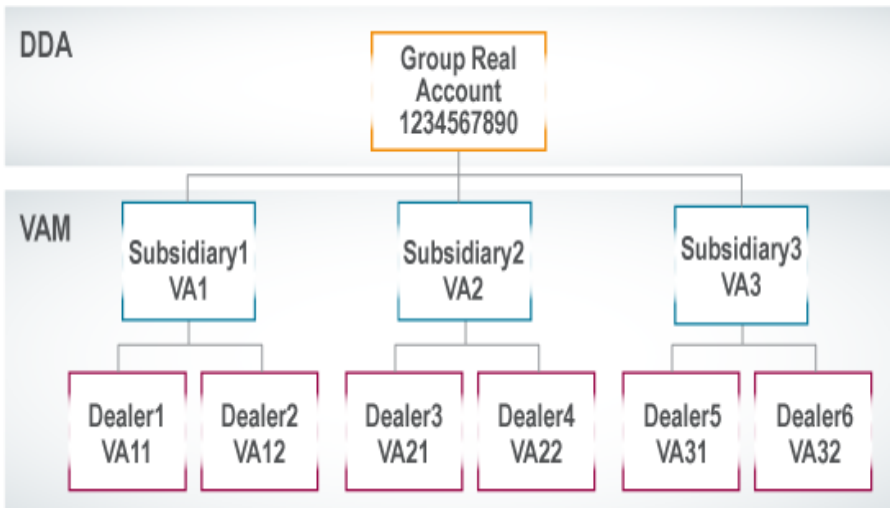 DDA
Group Real
Account
1234567890
VAM
Subsidiary1
VA1
Subsidiary2
VA2
Subsidiary3
VA3
Dealer1
VA11
Dealer2
VA12
Dealer3
VA21
Dealer4
VA22
Dealer5
VA31
Dealer6
VA32